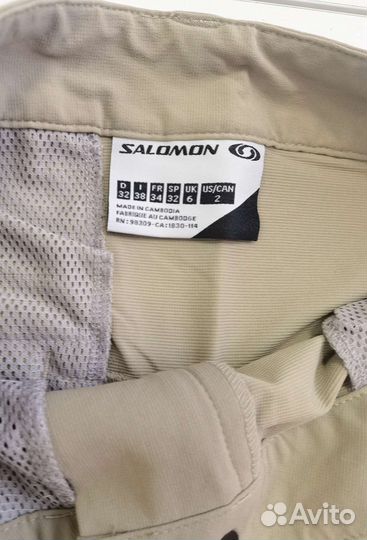 SALOMON
D I FR SP UK US/CAN
32 38 34 32 6 2
MADE IN CAMBODIA
FABRIQUE AU CAMBODGE
RN: 98309-CA:1830-114
Avito